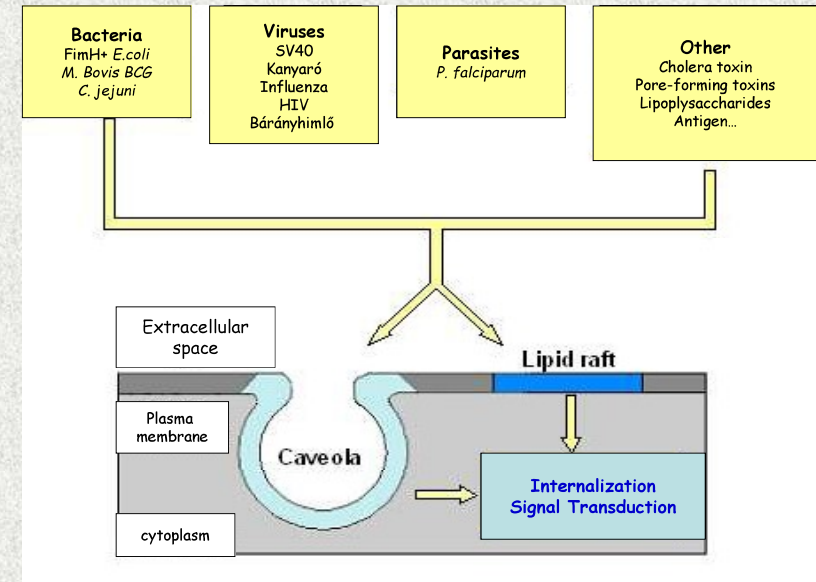 Bacteria
FimH+ E.coli
M. Bovis BCG
C. jejuni
Viruses
SV40
Kanyaró
Influenza
HIV
Bárányhimlő
Parasites
P. falciparum
Other
Cholera toxin
Pore-forming toxins
Lipoplysaccharides
Antigen…
Extracellular
space
Lipid raft
Plasma
membrane
Caveola
Internalization
Signal Transduction
cytoplasm